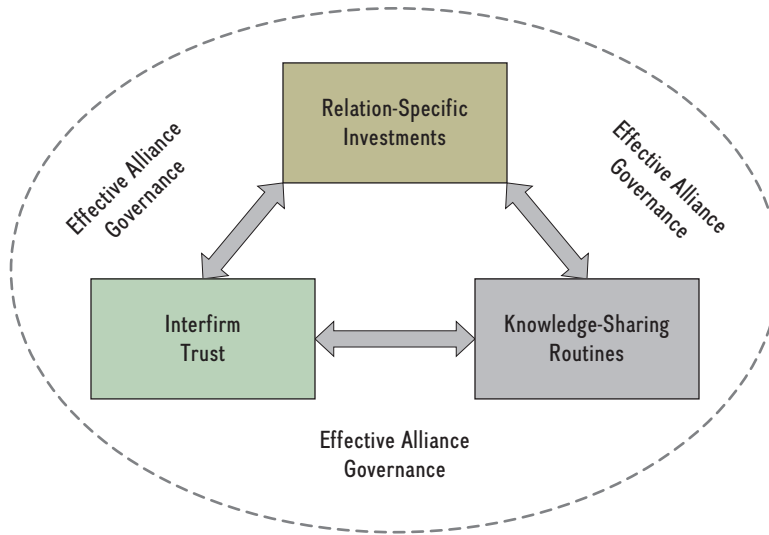 Relation-Specific
Investments
Effective Alliance
Governance
Effective Alliance
Governance
Interfirm
Trust
Knowledge-Sharing
Routines
Effective Alliance
Governance